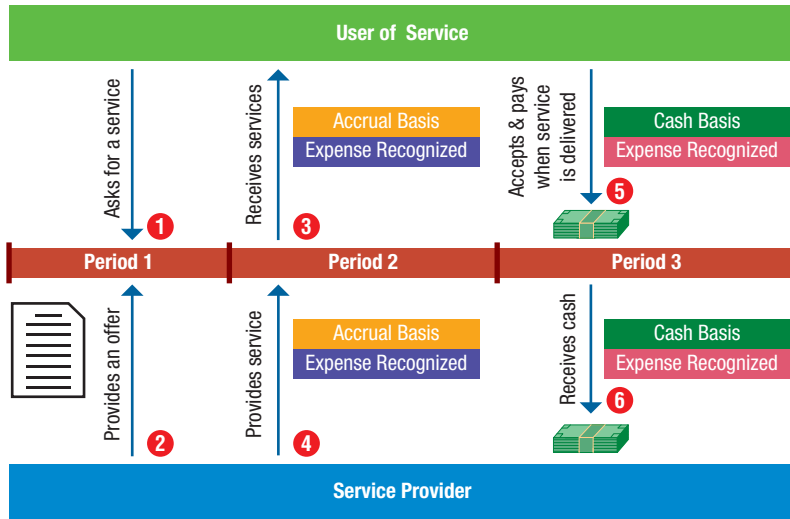 User of Service
Asks for a service
1
Receives services
3
Accrual Basis
Expense Recognized
Accepts & pays
when service
is delivered
5
Cash Basis
Expense Recognized
Period 1
Period 2
Period 3
Provides an offer
2
Provides service
4
Accrual Basis
Expense Recognized
Receives cash
6
Cash Basis
Expense Recognized
Service Provider